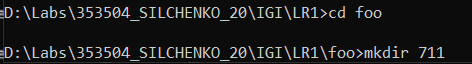 D:\Labs\353504_SILCHENKO_20\IGI\LR1>cd foo
D:\Labs\353504_SILCHENKO_20\IGI\LR1\foo>mkdir 711